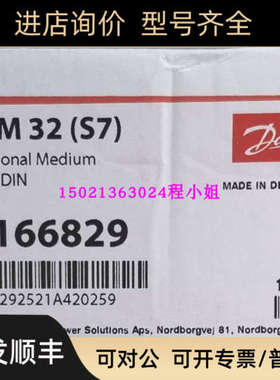 进店询价 型号齐全
M 32 (S7)
ional Medium
DIN
MADE IN D
15021363024程小姐
166829
292521A420259
wer Solutions Aps, Nordborgvej 81, Nordborg
发顺丰
可对公 可开专票/普